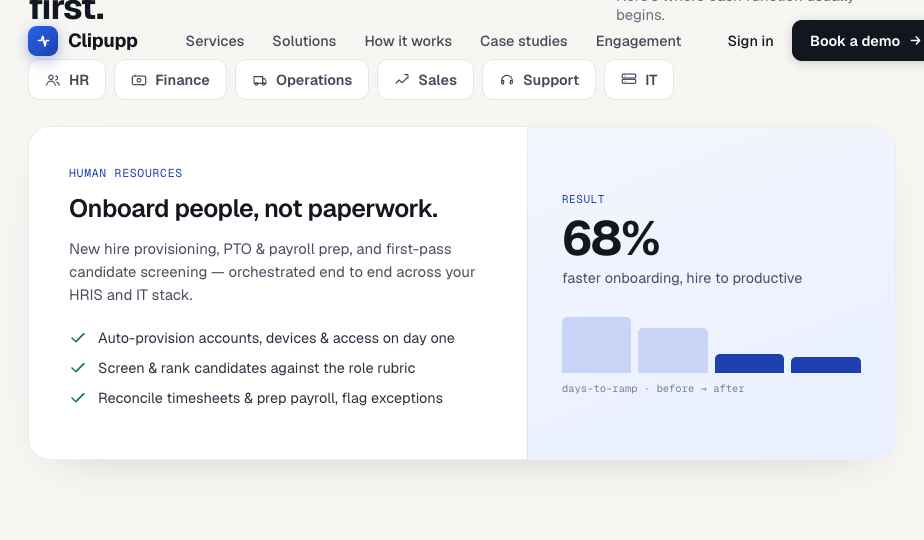 first.
begins.
Clipupp
Services
Solutions
How it works
Case studies
Engagement
Sign in
Book a demo →
HR
Finance
Operations
Sales
Support
IT
HUMAN RESOURCES
Onboard people, not paperwork.
New hire provisioning, PTO & payroll prep, and first-pass
candidate screening — orchestrated end to end across your
HRIS and IT stack.
Auto-provision accounts, devices & access on day one
Screen & rank candidates against the role rubric
Reconcile timesheets & prep payroll, flag exceptions
RESULT
68%
faster onboarding, hire to productive
days-to-ramp · before → after